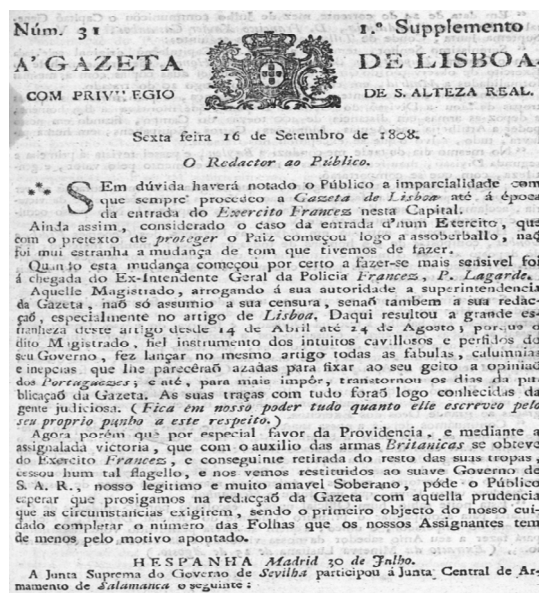 Núm. 31
1.º Supplemento
A' GAZETA
DE LISBOA.
COM PRIVILEGIO
DE S. ALTEZA REAL.
Sexta feira 16 de Setembro de 1808.
O Redactor ao Público.
SEm dúvida haverá notado o Público a imparcialidade com
que sempre procedeo a Gazeta de Lisboa até á época
da entrada do Exercito Francez nesta Capital.
Ainda assim, considerado o caso da entrada d'hum Exercito, que
com o pretexto de proteger o Paiz começou logo a assoberballo, naõ
foi mui estranha a mudança de tom que tivemos de fazer.
Quanto esta mudança começou por certo a fazer-se mais sensivel foi
á chegada do Ex-Intendente Geral da Policia Francez, P. Lagarde.
Aquelle Magistrado, arrogando á sua autoridade a superintendencia
da Gazeta, naõ só assumio a sua censura, senaõ tambem a sua redac-
çaõ, especialmente no artigo de Lisboa. Daqui resultou a grande es-
tranheza deste artigo desde 14 de Abril até 24 de Agosto; porque o
dito Magistrado, fiel instrumento dos intuitos cavillosos e perfidos do
seu Governo, fez lançar no mesmo artigo todas as fabulas, calumnias
e inepcias que lhe parecêraõ azadas para fixar ao seu geito a opiniaõ
dos Portuguezes; e até, para mais impôr, transtornou os dias da pu-
blicaçaõ da Gazeta. As suas traças com tudo foraõ logo conhecidas da
gente judiciosa. (Fica em nosso poder tudo quanto elle escreveo pelo
seu proprio punho a este respeito.)
Agora porém que por especial favor da Providencia, e mediante a
assignalada victoria, que com o auxilio das armas Britanicas se obteve
do Exercito Francez, e conseguinte retirada do resto das suas tropas,
cessou hum tal flagello, e nos vemos restituidos ao suave Governo de
S. A. R., nosso legitimo e muito amavel Soberano, póde o Público
esperar que prosigamos na redacçaõ da Gazeta com aquella prudencia
que as circumstancias exigirem, sendo o primeiro objecto do nosso cui-
dado completar o número das Folhas que os nossos Assignantes tem
de menos pelo motivo apontado.
HESPANHA Madrid 30 de Julho.
A Junta Suprema do Governo de Sevilha participou á Junta Central de Ar-
mamento de Salamanca o seguinte: